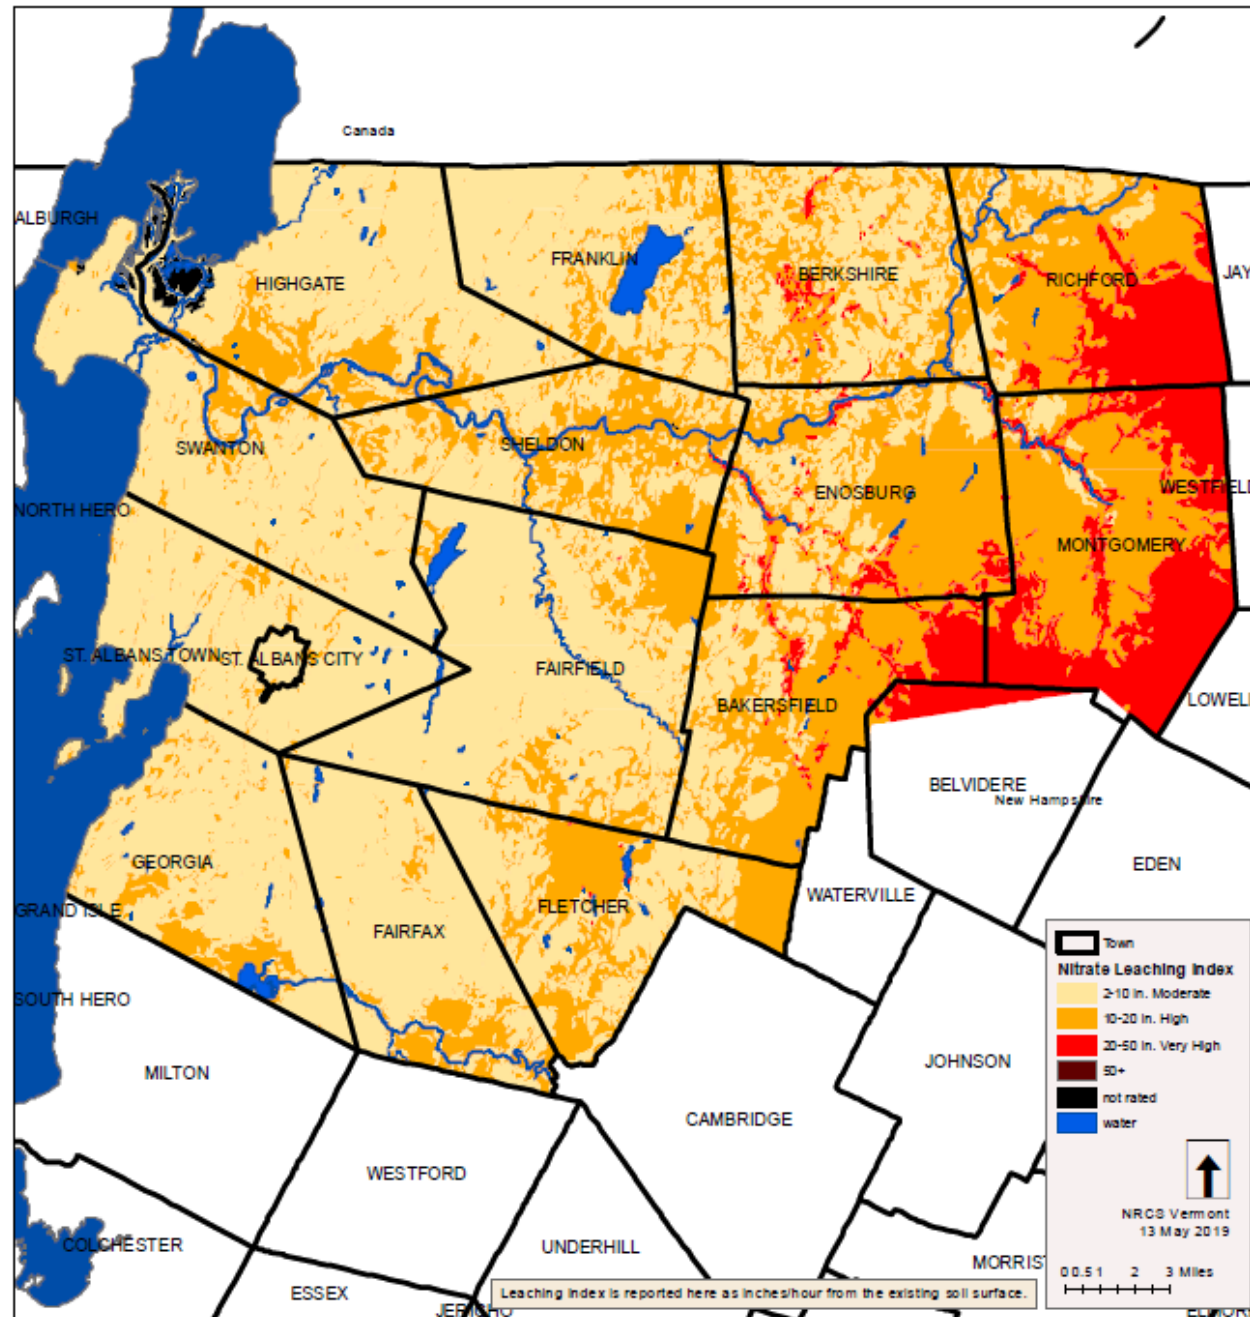 Canada
ALBURGH
FRANKLIN
BERKSHIRE
RICHFORD
JAY
HIGHGATE
SWANTON
SHELDON
ENOSBURG
WESTFIELD
NORTH HERO
MONTGOMERY
ST. ALBANS TOWN
ST. ALBANS CITY
FAIRFIELD
BAKERSFIELD
LOWELL
BELVIDERE
New Hampshire
GEORGIA
EDEN
WATERVILLE
GRAND ISLE
FLETCHER
FAIRFAX
SOUTH HERO
MILTON
JOHNSON
CAMBRIDGE
WESTFORD
COLCHESTER
UNDERHILL
MORRIST
ESSEX
JERICHO
ELMORE
Town
Nitrate Leaching Index
2-10 in. Moderate
10-20 in. High
20-50 in. Very High
50+
not rated
water
NRCS Vermont
13 May 2019
0 0.5 1 2 3 Miles
Leaching Index is reported here as inches/hour from the existing soil surface.